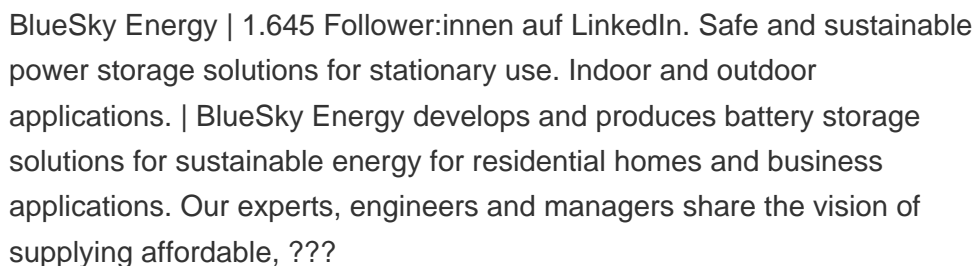 BlueSky Energy | 1.645 Follower:innen auf LinkedIn. Safe and sustainable
power storage solutions for stationary use. Indoor and outdoor
applications. | BlueSky Energy develops and produces battery storage
solutions for sustainable energy for residential homes and business
applications. Our experts, engineers and managers share the vision of
supplying affordable, ???